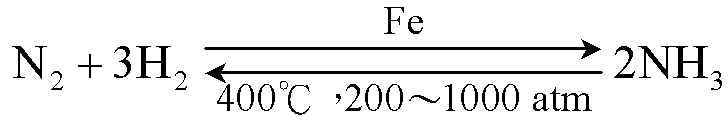 Fe
N₂ + 3H₂ ⇄ 2NH₃
400℃,200～1000 atm